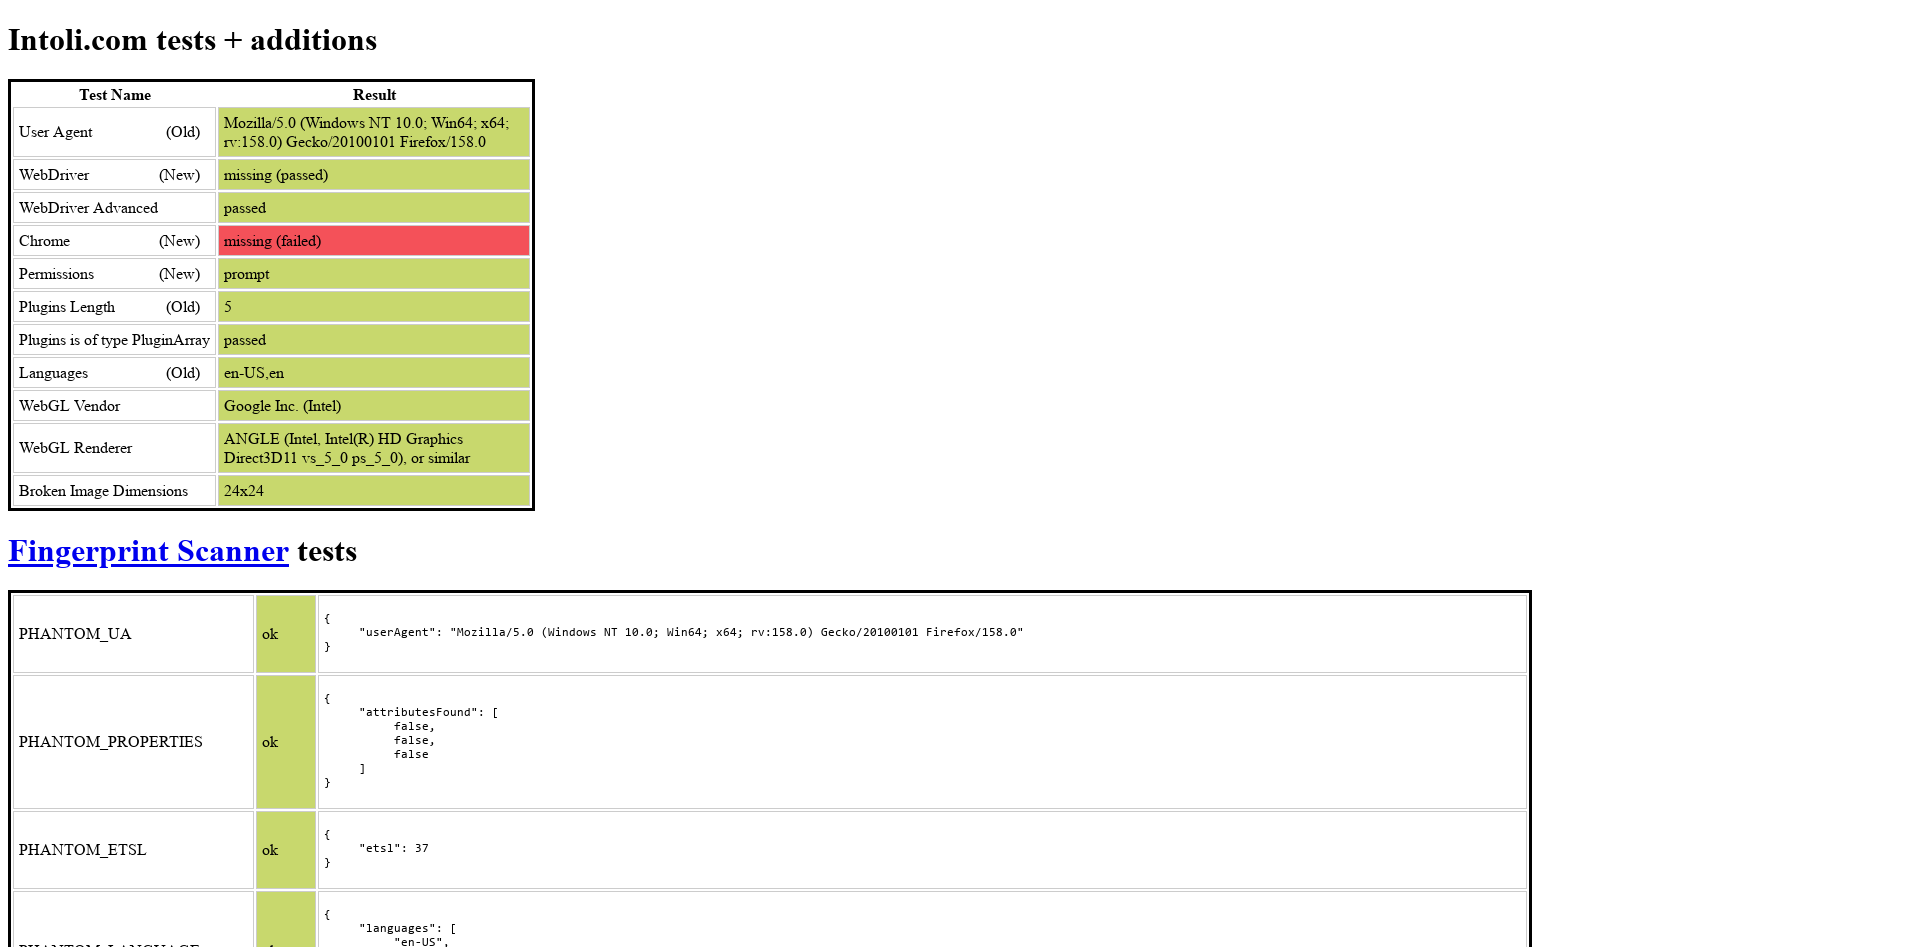 Intoli.com tests + additions
Test Name Result
User Agent (Old) Mozilla/5.0 (Windows NT 10.0; Win64; x64;
rv:158.0) Gecko/20100101 Firefox/158.0
WebDriver (New) missing (passed)
WebDriver Advanced passed
Chrome (New) missing (failed)
Permissions (New) prompt
Plugins Length (Old) 5
Plugins is of type PluginArray passed
Languages (Old) en-US,en
WebGL Vendor Google Inc. (Intel)
WebGL Renderer ANGLE (Intel, Intel(R) HD Graphics
Direct3D11 vs_5_0 ps_5_0), or similar
Broken Image Dimensions 24x24
Fingerprint Scanner tests
PHANTOM_UA ok {
"userAgent": "Mozilla/5.0 (Windows NT 10.0; Win64; x64; rv:158.0) Gecko/20100101 Firefox/158.0"
}
PHANTOM_PROPERTIES ok {
"attributesFound": [
false,
false,
false
]
}
PHANTOM_ETSL ok {
"etsl": 37
}
{
"languages": [
"en-US",